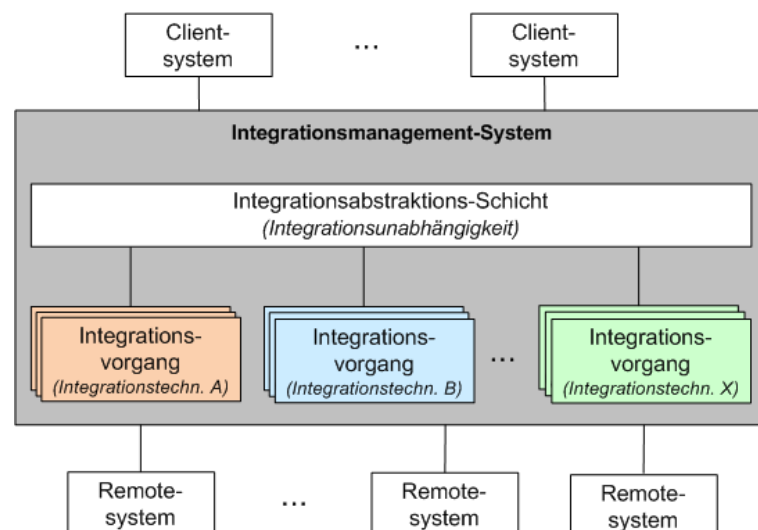 Client-
system
...
Client-
system
Integrationsmanagement-System
Integrationsabstraktions-Schicht
(Integrationsunabhängigkeit)
Integrations-
vorgang
(Integrationstechn. A)
Integrations-
vorgang
(Integrationstechn. B)
...
Integrations-
vorgang
(Integrationstechn. X)
Remote-
system
...
Remote-
system
Remote-
system